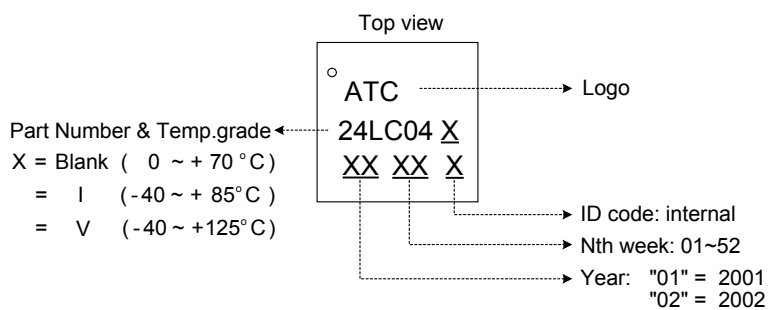 Top view
ATC
Logo
Part Number & Temp.grade
24LC04 X
X = Blank ( 0 ~ + 70 °C)
XX XX X
= I (-40 ~ + 85°C )
= V (-40 ~ +125°C)
ID code: internal
Nth week: 01~52
Year: "01" = 2001
"02" = 2002